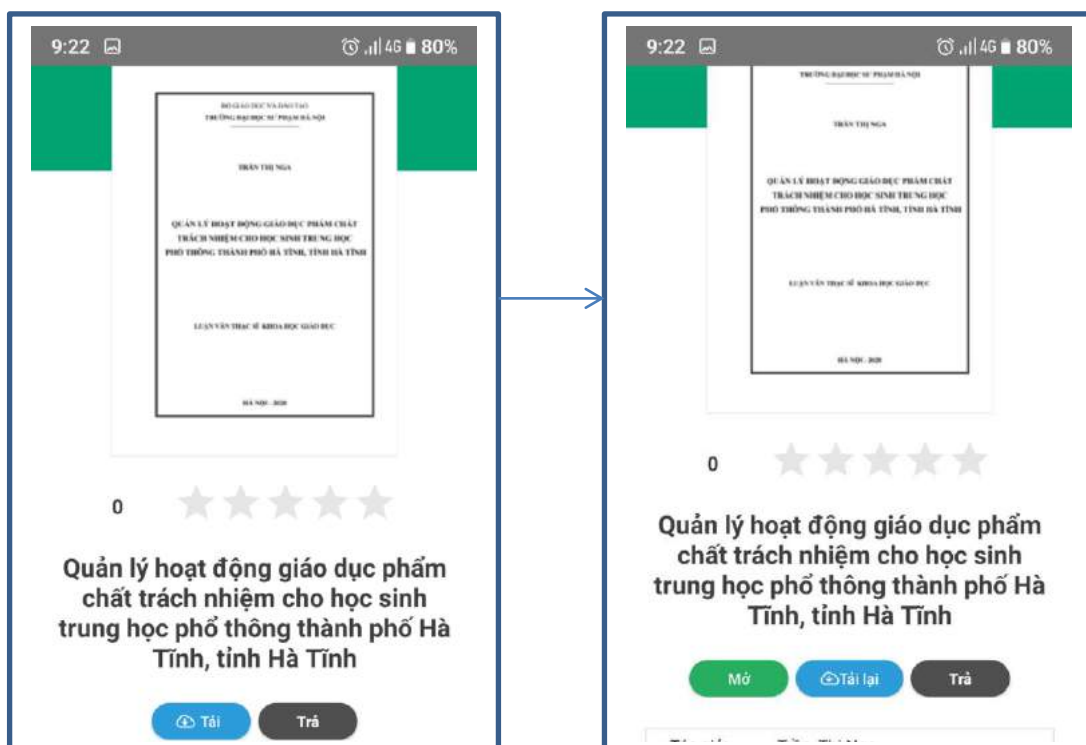 9:22 4G 80%
BỘ GIÁO DỤC VÀ ĐÀO TẠO
TRƯỜNG ĐẠI HỌC SƯ PHẠM HÀ NỘI
TRẦN THỊ NGA
QUẢN LÝ HOẠT ĐỘNG GIÁO DỤC PHẨM CHẤT
TRÁCH NHIỆM CHO HỌC SINH TRUNG HỌC
PHỔ THÔNG THÀNH PHỐ HÀ TĨNH, TỈNH HÀ TĨNH
LUẬN VĂN THẠC SĨ KHOA HỌC GIÁO DỤC
HÀ NỘI - 2020
0
Quản lý hoạt động giáo dục phẩm
chất trách nhiệm cho học sinh
trung học phổ thông thành phố Hà
Tĩnh, tỉnh Hà Tĩnh
Tải
Trả
9:22 4G 80%
TRƯỜNG ĐẠI HỌC SƯ PHẠM HÀ NỘI
TRẦN THỊ NGA
QUẢN LÝ HOẠT ĐỘNG GIÁO DỤC PHẨM CHẤT
TRÁCH NHIỆM CHO HỌC SINH TRUNG HỌC
PHỔ THÔNG THÀNH PHỐ HÀ TĨNH, TỈNH HÀ TĨNH
LUẬN VĂN THẠC SĨ KHOA HỌC GIÁO DỤC
HÀ NỘI - 2020
0
Quản lý hoạt động giáo dục phẩm
chất trách nhiệm cho học sinh
trung học phổ thông thành phố Hà
Tĩnh, tỉnh Hà Tĩnh
Mở
Tải lại
Trả